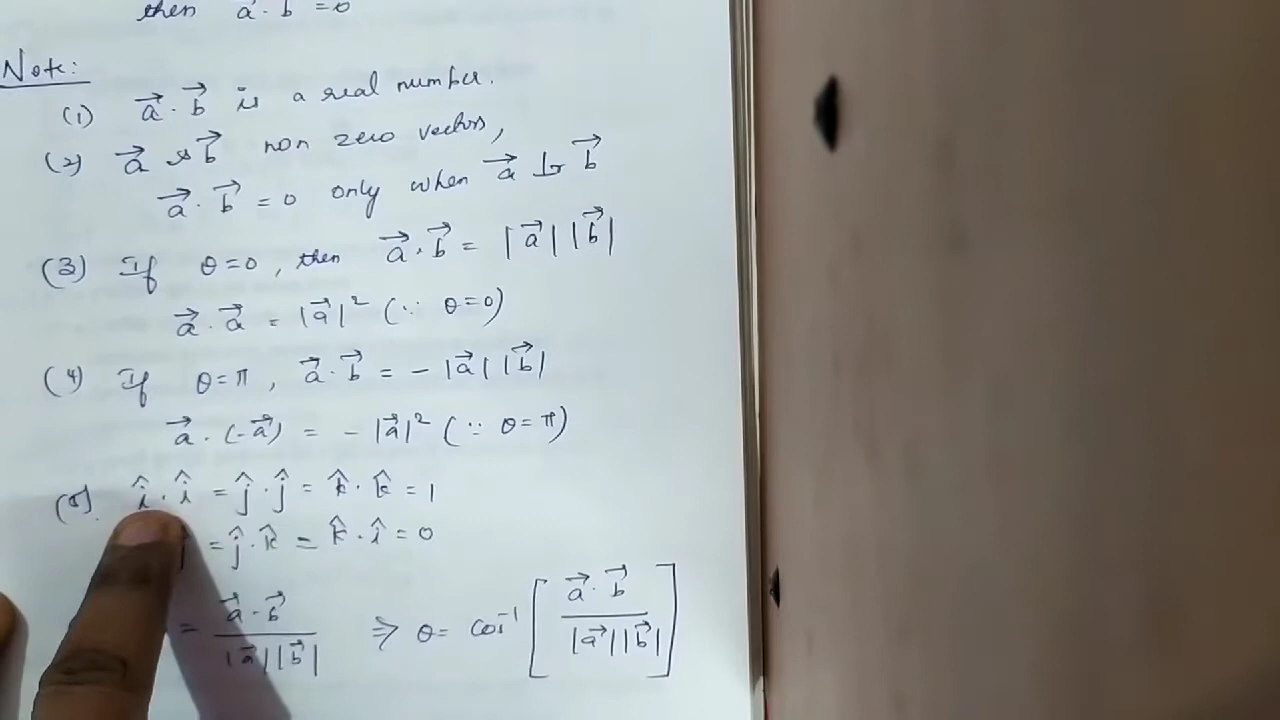 then a⃗ · b⃗ = 0
Note:
(1) a⃗ · b⃗ is a real number.
(2) a⃗ & b⃗ non zero vectors,
a⃗ · b⃗ = 0 only when a⃗ ⊥r b⃗
(3) If θ=0, then a⃗ · b⃗ = |a⃗| |b⃗|
a⃗ · a⃗ = |a⃗|² (∵ θ=0)
(4) If θ=π, a⃗ · b⃗ = - |a⃗| |b⃗|
a⃗ · (-a⃗) = - |a⃗|² (∵ θ=π)
(5). î · î = ĵ · ĵ = k̂ · k̂ = 1
= ĵ · k̂ = k̂ · î = 0
= a⃗ · b⃗ / |a⃗| |b⃗| ⇒ θ = cos⁻¹ [ a⃗ · b⃗ / |a⃗| |b⃗| ]